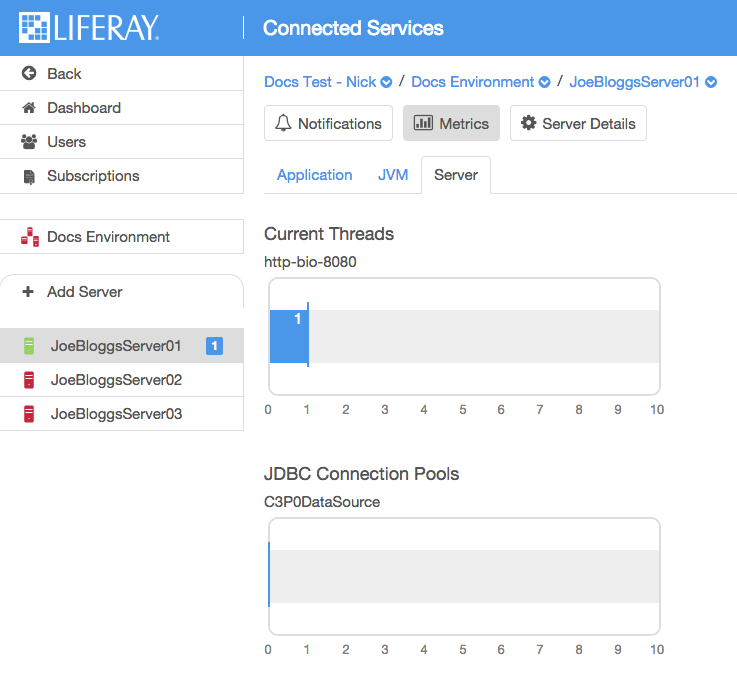 LIFERAY.
Connected Services
Back
Dashboard
Users
Subscriptions
Docs Environment
Add Server
JoeBloggsServer01 1
JoeBloggsServer02
JoeBloggsServer03
Docs Test - Nick / Docs Environment / JoeBloggsServer01
Notifications Metrics Server Details
Application JVM Server
Current Threads
http-bio-8080
1
0 1 2 3 4 5 6 7 8 9 10
JDBC Connection Pools
C3P0DataSource
0 1 2 3 4 5 6 7 8 9 10